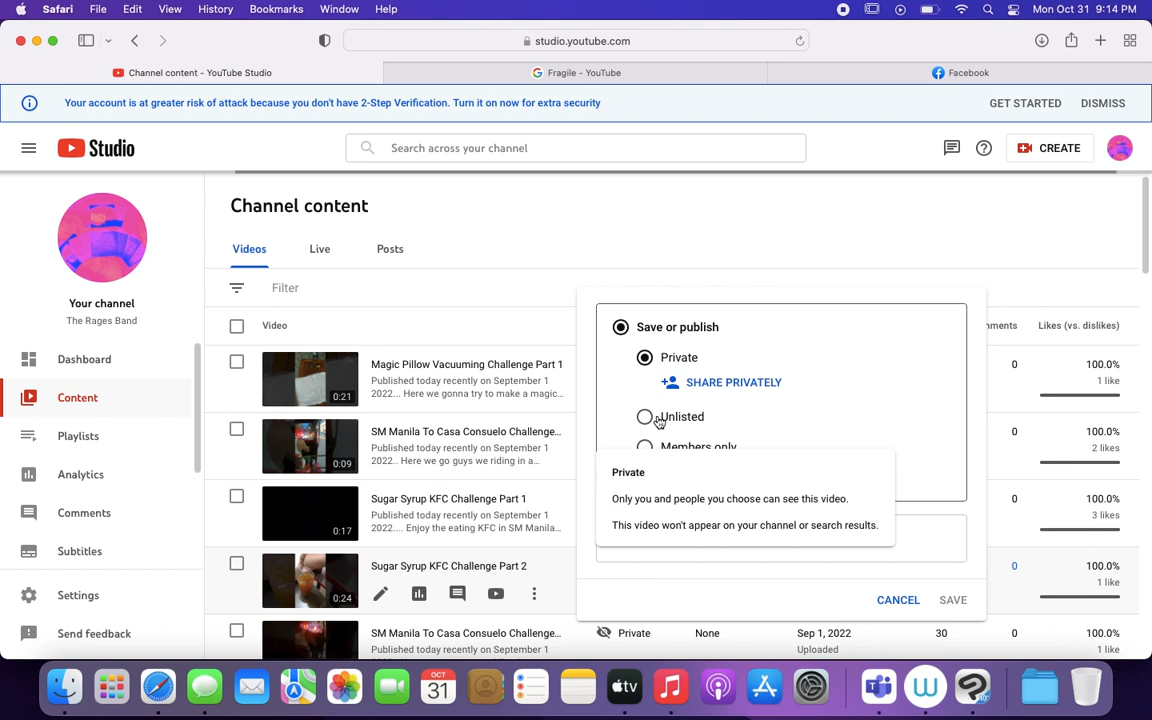 Safari File Edit View History Bookmarks Window Help Mon Oct 31 9:14 PM
studio.youtube.com
Channel content - YouTube Studio Fragile - YouTube Facebook
Your account is at greater risk of attack because you don't have 2-Step Verification. Turn it on now for extra security GET STARTED DISMISS
Studio Search across your channel CREATE
Channel content
Videos Live Posts
Your channel
The Rages Band
Dashboard
Content
Playlists
Analytics
Comments
Subtitles
Settings
Send feedback
Filter
Video Likes (vs. dislikes)
0:21 Magic Pillow Vacuuming Challenge Part 1 0 100.0%
Published today recently on September 1 1 like
2022... Here we gonna try to make a magic...
0:09 SM Manila To Casa Consuelo Challenge... 0 100.0%
Published today recently on September 1 2 likes
2022.. Here we go guys we riding in a...
0:17 Sugar Syrup KFC Challenge Part 1 0 100.0%
Published today recently on September 1 3 likes
2022.... Enjoy the eating KFC in SM Manila...
0:24 Sugar Syrup KFC Challenge Part 2 0 100.0%
1 like
SM Manila To Casa Consuelo Challenge... Private None Sep 1, 2022 30 0 100.0%
Published today recently on September 1 Uploaded 1 like
Save or publish
Private
SHARE PRIVATELY
Unlisted
Members only
Private
Only you and people you choose can see this video.
This video won't appear on your channel or search results.
CANCEL SAVE
OCT
31
tv